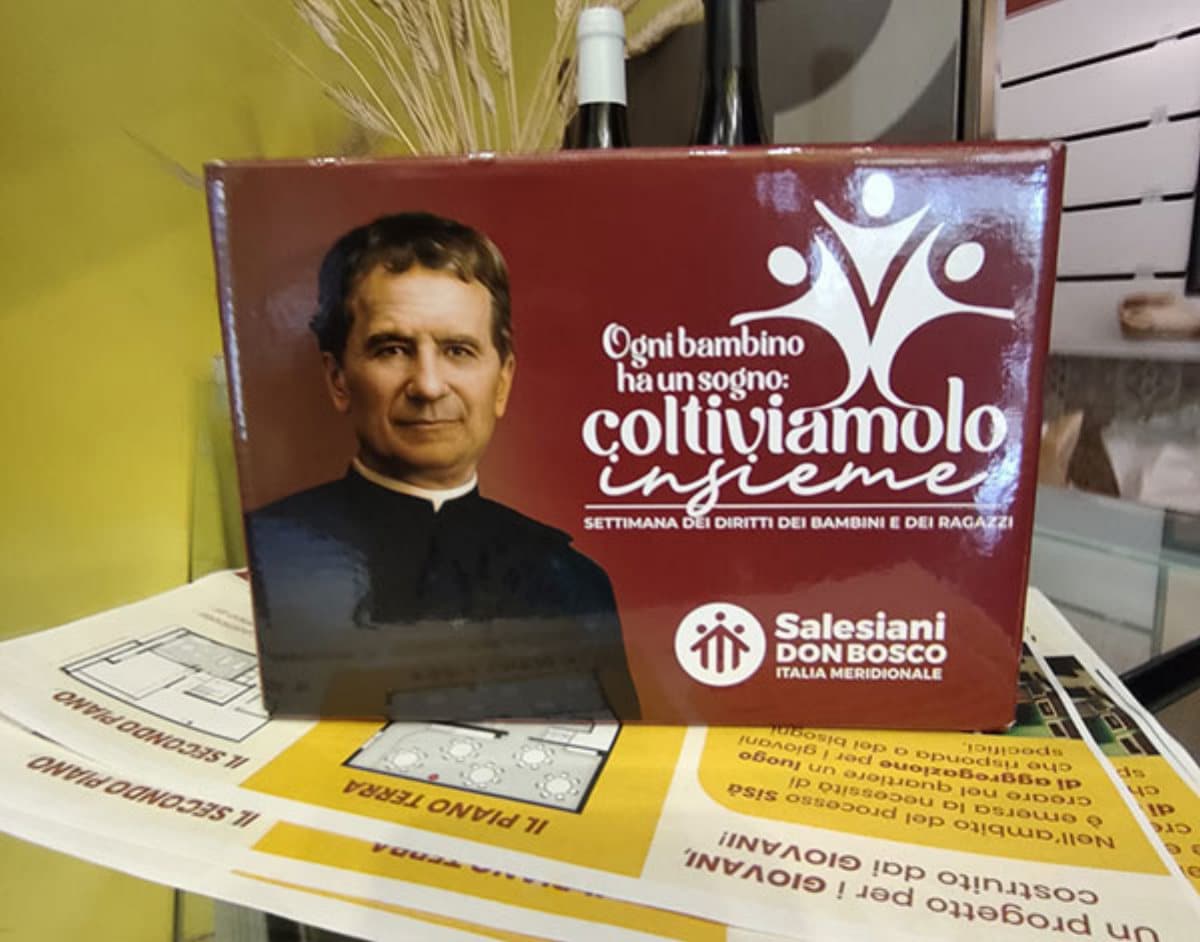 Ogni bambino
ha un sogno:
coltiviamolo
insieme
SETTIMANA DEI DIRITTI DEI BAMBINI E DEI RAGAZZI
Salesiani
DON BOSCO
ITALIA MERIDIONALE
IL SECONDO PIANO
IL SECONDO PIANO
IL PIANO TERRA
Un progetto per i GIOVANI,
costruito dai GIOVANI!
Nell'ambito del processo sisà
è emersa la necessità di
creare nel quartiere un luogo
di aggregazione per i giovani
che risponda a dei bisogni
specifici.